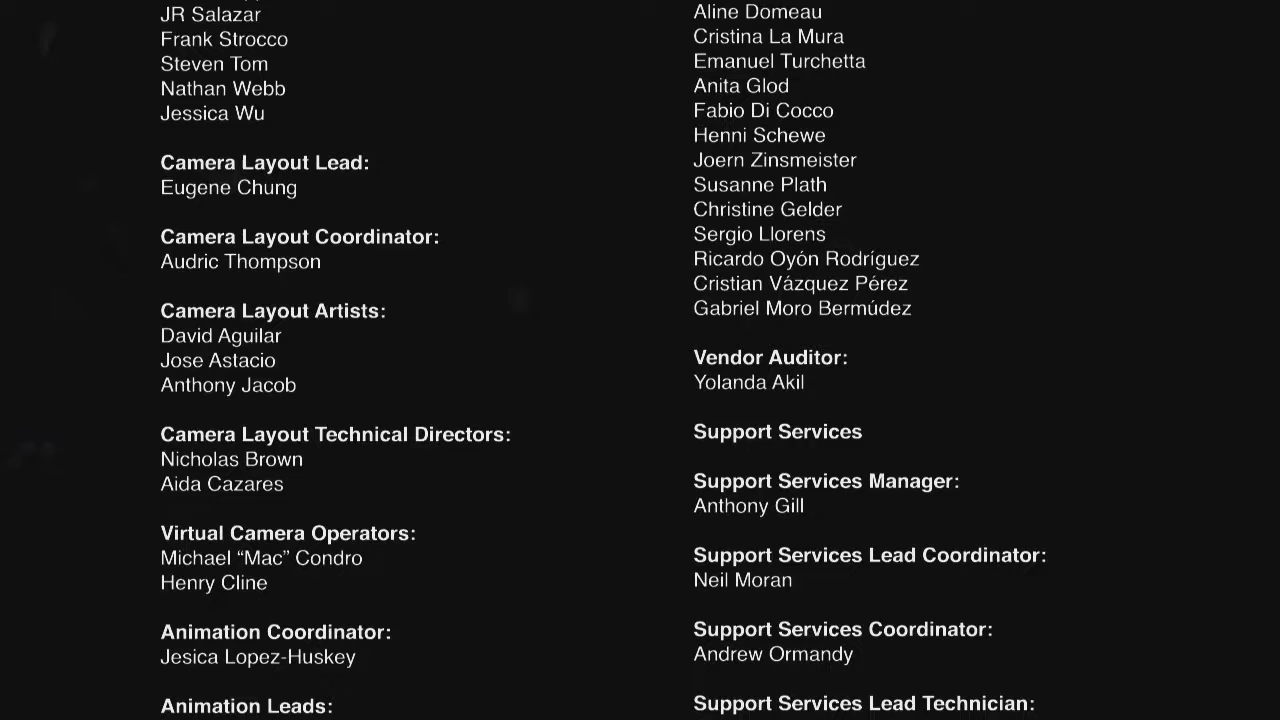 JR Salazar
Frank Strocco
Steven Tom
Nathan Webb
Jessica Wu
Camera Layout Lead:
Eugene Chung
Camera Layout Coordinator:
Audric Thompson
Camera Layout Artists:
David Aguilar
Jose Astacio
Anthony Jacob
Camera Layout Technical Directors:
Nicholas Brown
Aida Cazares
Virtual Camera Operators:
Michael “Mac” Condro
Henry Cline
Animation Coordinator:
Jesica Lopez-Huskey
Animation Leads:
Aline Domeau
Cristina La Mura
Emanuel Turchetta
Anita Glod
Fabio Di Cocco
Henni Schewe
Joern Zinsmeister
Susanne Plath
Christine Gelder
Sergio Llorens
Ricardo Oyón Rodríguez
Cristian Vázquez Pérez
Gabriel Moro Bermúdez
Vendor Auditor:
Yolanda Akil
Support Services
Support Services Manager:
Anthony Gill
Support Services Lead Coordinator:
Neil Moran
Support Services Coordinator:
Andrew Ormandy
Support Services Lead Technician: